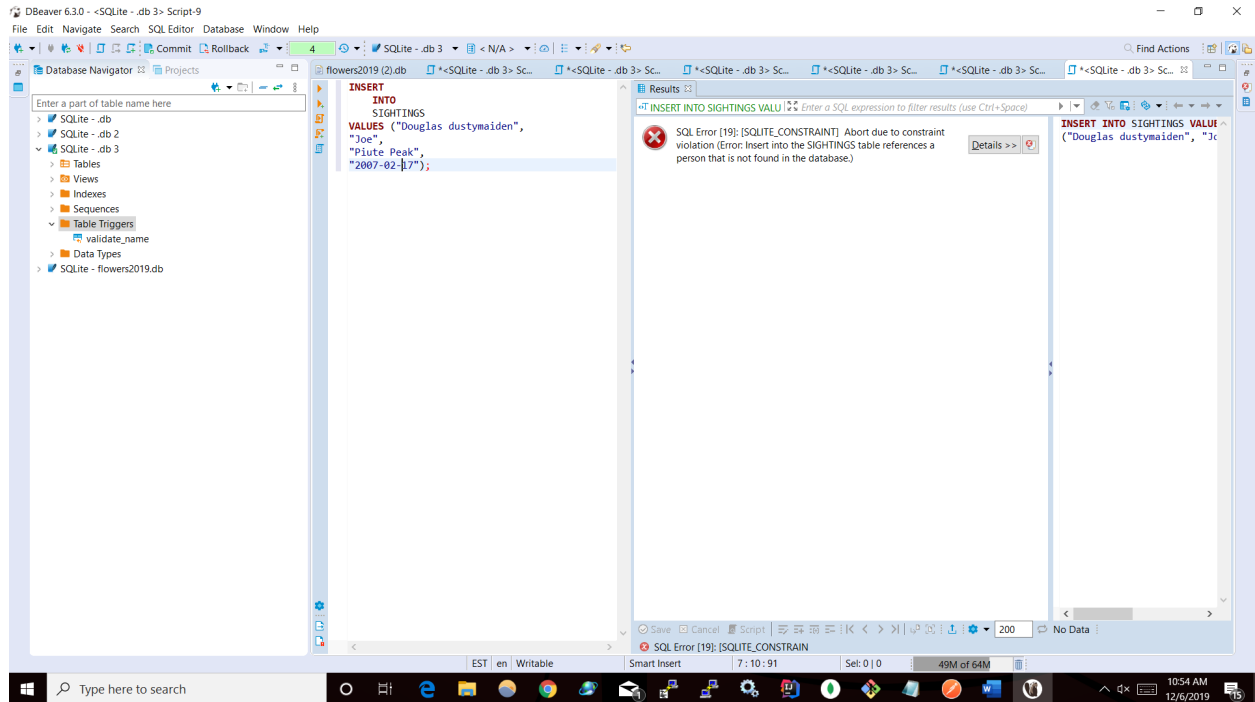 DBeaver 6.3.0 - <SQLite - .db 3> Script-9
File Edit Navigate Search SQL Editor Database Window Help
Commit Rollback 4 SQLite - .db 3 < N/A > Find Actions
Database Navigator Projects
flowers2019 (2).db *<SQLite - .db 3> Sc... *<SQLite - .db 3> Sc... *<SQLite - .db 3> Sc... *<SQLite - .db 3> Sc... *<SQLite - .db 3> Sc... *<SQLite - .db 3> Sc...
Enter a part of table name here
SQLite - .db
SQLite - .db 2
SQLite - .db 3
Tables
Views
Indexes
Sequences
Table Triggers
validate_name
Data Types
SQLite - flowers2019.db
INSERT
INTO
SIGHTINGS
VALUES ("Douglas dustymaiden",
"Joe",
"Piute Peak",
"2007-02-17");
Results
INSERT INTO SIGHTINGS VALU Enter a SQL expression to filter results (use Ctrl+Space)
SQL Error [19]: [SQLITE_CONSTRAINT] Abort due to constraint
violation (Error: Insert into the SIGHTINGS table references a
person that is not found in the database.)
Details >>
INSERT INTO SIGHTINGS VALUE
("Douglas dustymaiden", "Jo
Save Cancel Script 200 No Data
SQL Error [19]: [SQLITE_CONSTRAIN
EST en Writable Smart Insert 7 : 10 : 91 Sel: 0 | 0 49M of 64M
Type here to search
1
W
10:54 AM
12/6/2019
15